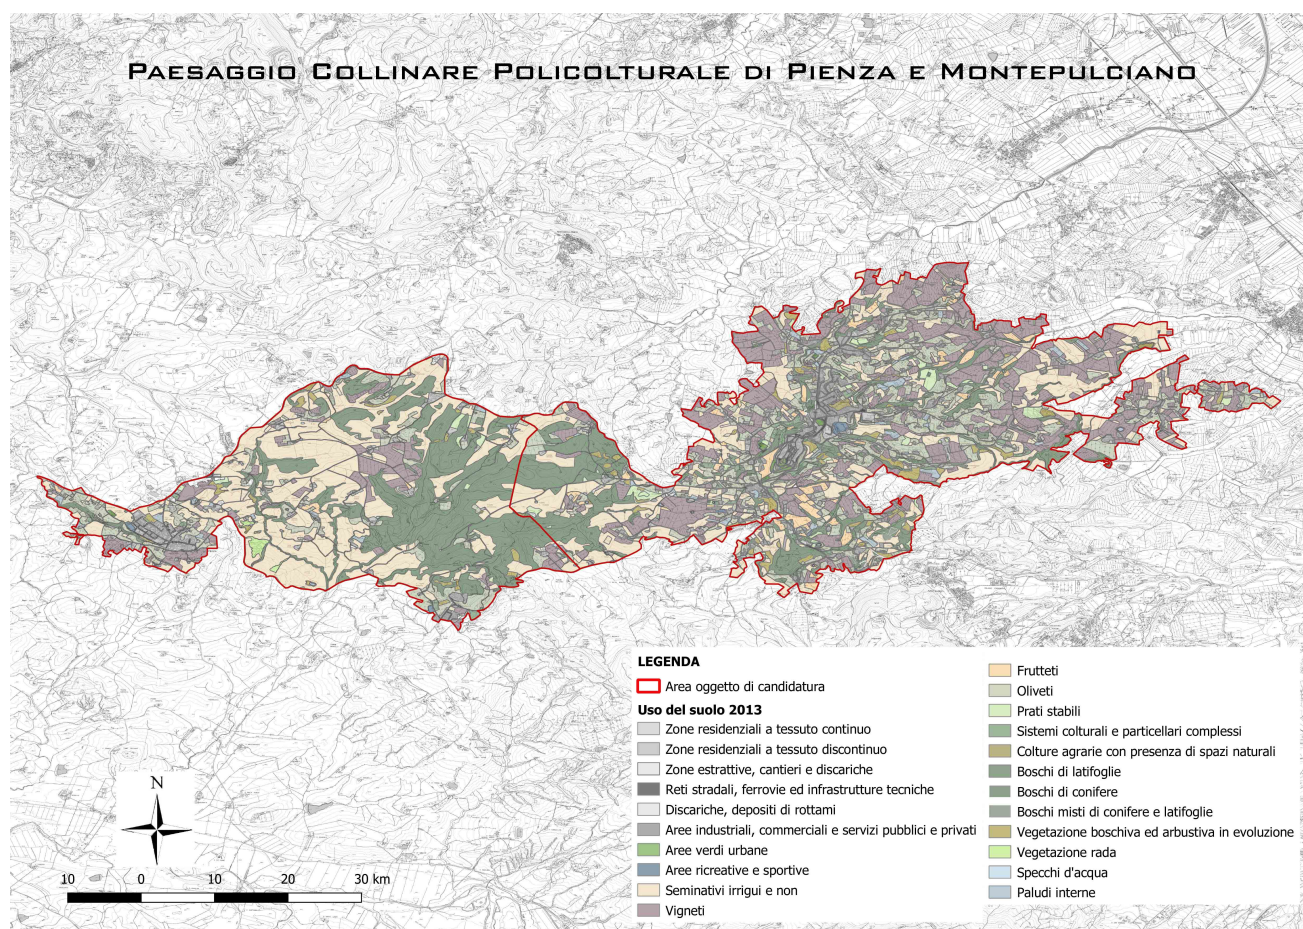 PAESAGGIO COLLINARE POLICOLTURALE DI PIENZA E MONTEPULCIANO
LEGENDA
Area oggetto di candidatura
Uso del suolo 2013
Zone residenziali a tessuto continuo
Zone residenziali a tessuto discontinuo
Zone estrattive, cantieri e discariche
Reti stradali, ferrovie ed infrastrutture tecniche
Discariche, depositi di rottami
Aree industriali, commerciali e servizi pubblici e privati
Aree verdi urbane
Aree ricreative e sportive
Seminativi irrigui e non
Vigneti
Frutteti
Oliveti
Prati stabili
Sistemi colturali e particellari complessi
Colture agrarie con presenza di spazi naturali
Boschi di latifoglie
Boschi di conifere
Boschi misti di conifere e latifoglie
Vegetazione boschiva ed arbustiva in evoluzione
Vegetazione rada
Specchi d'acqua
Paludi interne
N
10 0 10 20 30 km